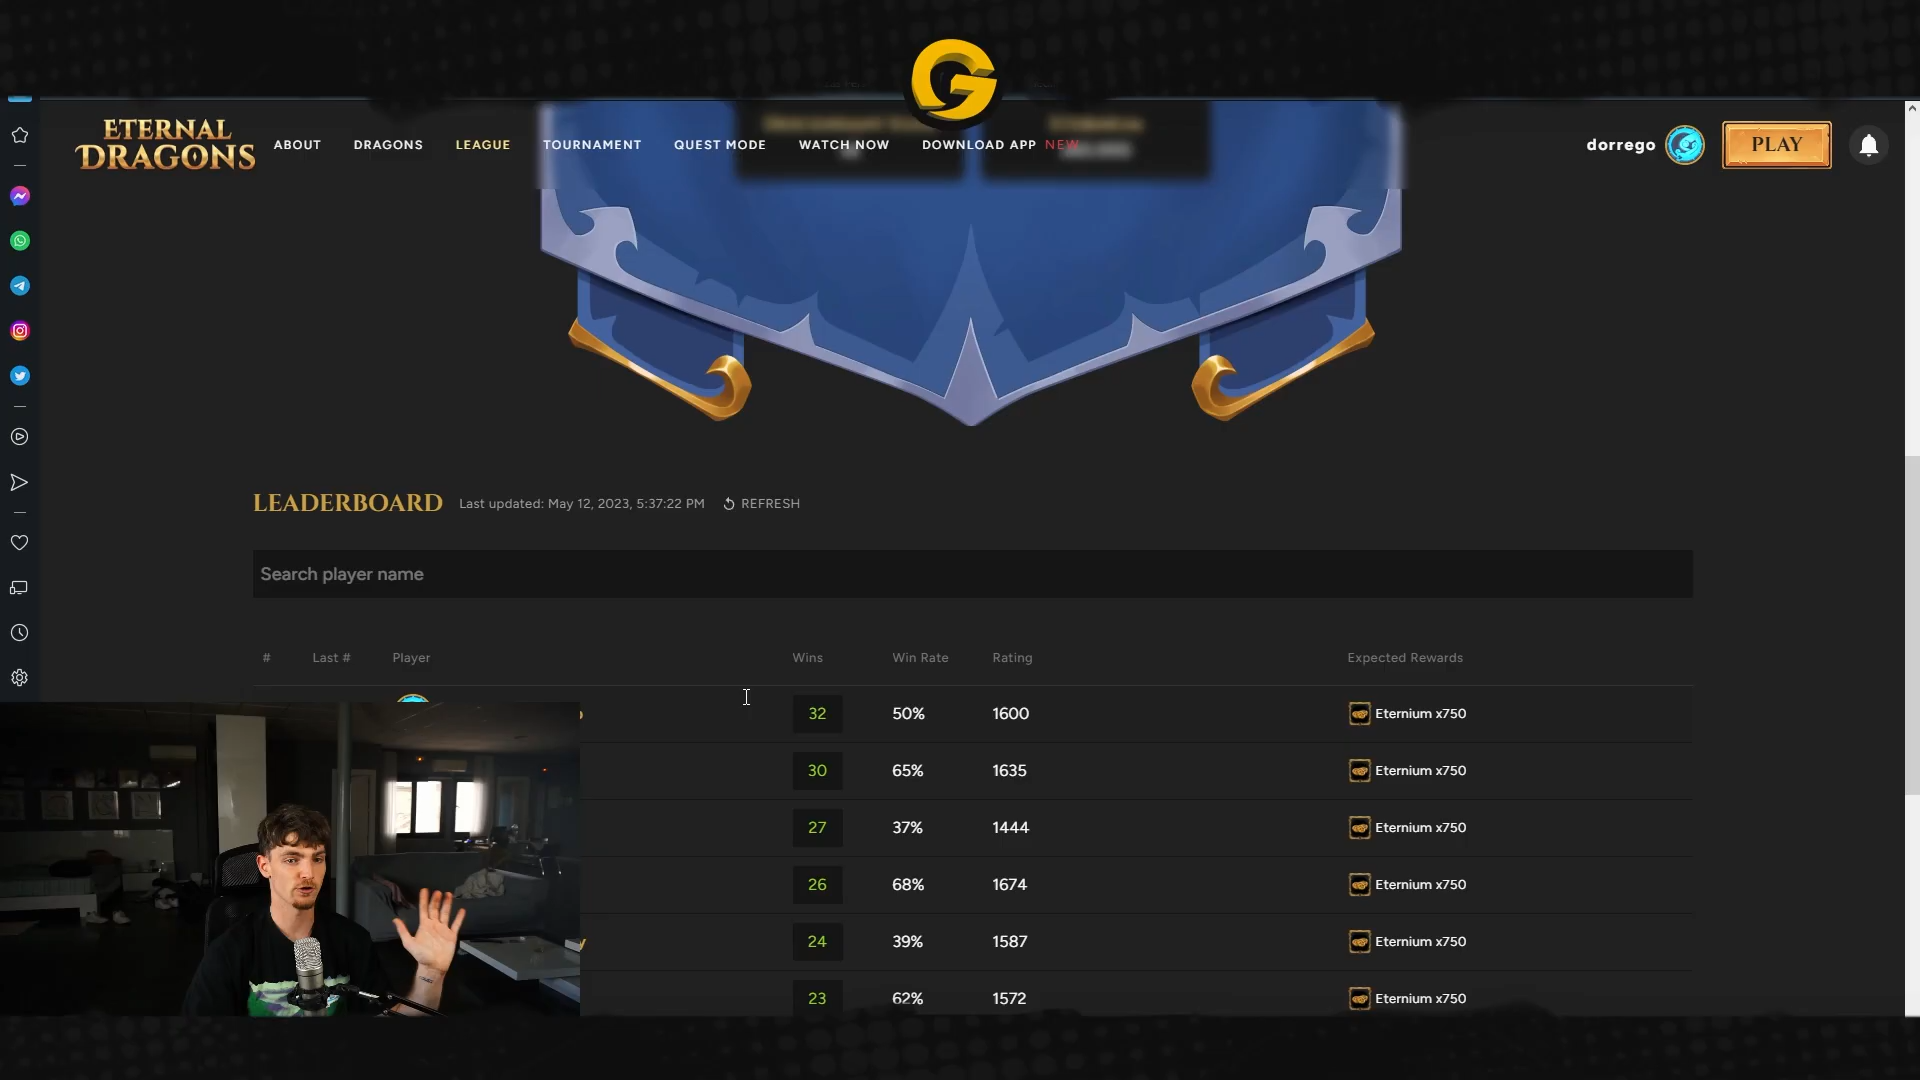 G
ETERNAL DRAGONS
ABOUT DRAGONS LEAGUE TOURNAMENT QUEST MODE WATCH NOW DOWNLOAD APP NEW
dorrego
PLAY
LEADERBOARD Last updated: May 12, 2023, 5:37:22 PM REFRESH
Search player name
# Last # Player Wins Win Rate Rating Expected Rewards
32 50% 1600 Eternium x750
30 65% 1635 Eternium x750
27 37% 1444 Eternium x750
26 68% 1674 Eternium x750
y 24 39% 1587 Eternium x750
23 62% 1572 Eternium x750